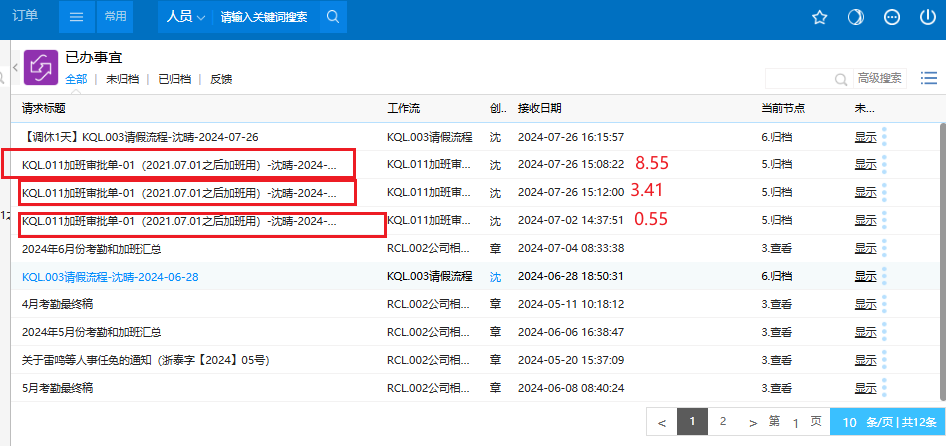 订单 常用 人员 请输入关键词搜索
已办事宜
全部 | 未归档 | 已归档 | 反馈 高级搜索
请求标题 工作流 创.. 接收日期 当前节点 未...
【调休1天】KQL.003请假流程-沈晴-2024-07-26 KQL.003请假流程 沈 2024-07-26 16:15:57 6.归档 显示
KQL.011加班审批单-01（2021.07.01之后加班用）-沈晴-2024-... KQL.011加班审... 沈 2024-07-26 15:08:22 8.55 5.归档 显示
KQL.011加班审批单-01（2021.07.01之后加班用）-沈晴-2024-... KQL.011加班审... 沈 2024-07-26 15:12:00 3.41 5.归档 显示
KQL.011加班审批单-01（2021.07.01之后加班用）-沈晴-2024-... KQL.011加班审... 沈 2024-07-02 14:37:51 0.55 5.归档 显示
2024年6月份考勤和加班汇总 RCL.002公司相... 章 2024-07-04 08:33:38 3.查看 显示
KQL.003请假流程-沈晴-2024-06-28 KQL.003请假流程 沈 2024-06-28 18:50:31 6.归档 显示
4月考勤最终稿 RCL.002公司相... 章 2024-05-11 10:18:12 3.查看 显示
2024年5月份考勤和加班汇总 RCL.002公司相... 章 2024-06-06 16:38:47 3.查看 显示
关于雷鸣等人事任免的通知（浙泰字【2024】05号） RCL.002公司相... 章 2024-05-20 15:37:09 3.查看 显示
5月考勤最终稿 RCL.002公司相... 章 2024-06-08 08:40:24 3.查看 显示
< 1 2 > 第 1 页 10 条/页 | 共12条